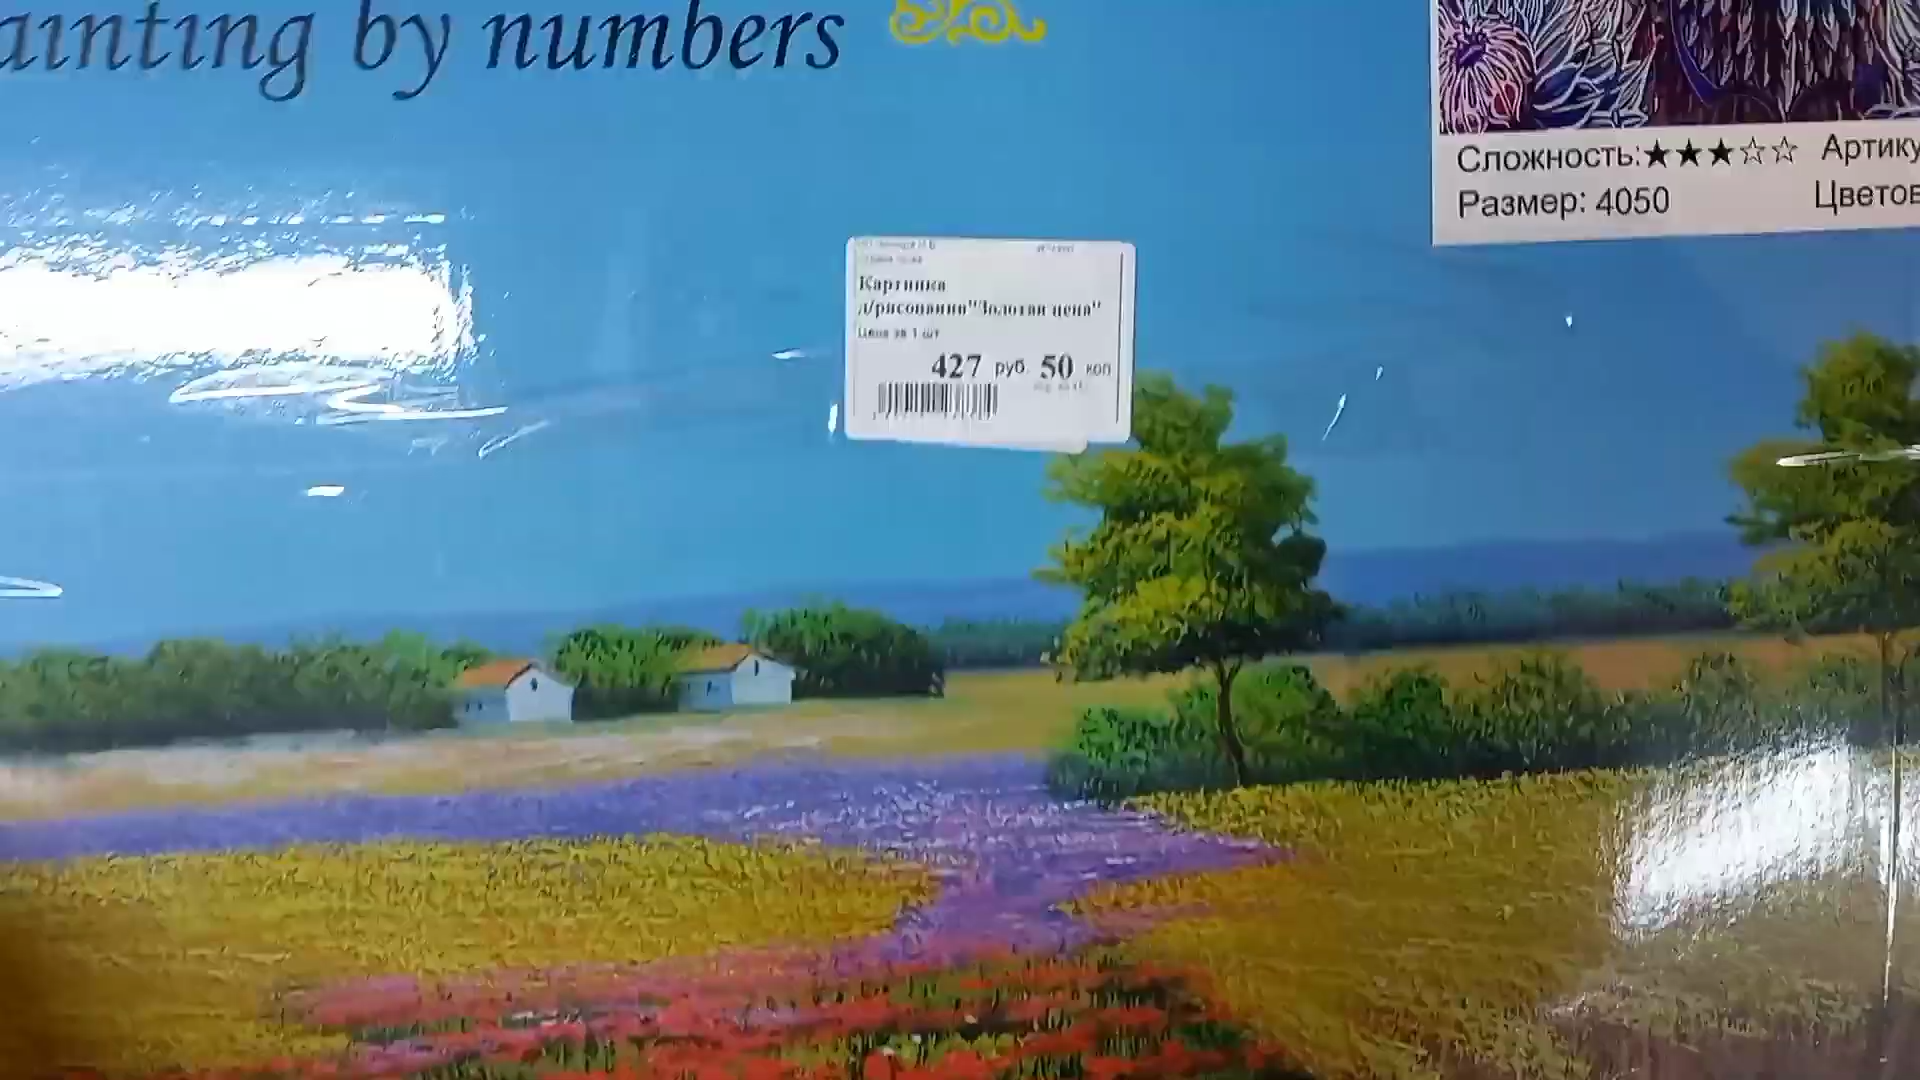 ainting by numbers
Сложность:★★★☆☆ Артику
Размер: 4050 Цветов
Картинка
д/рисования"Золотая цена"
Цена за 1 шт
427 руб. 50 коп